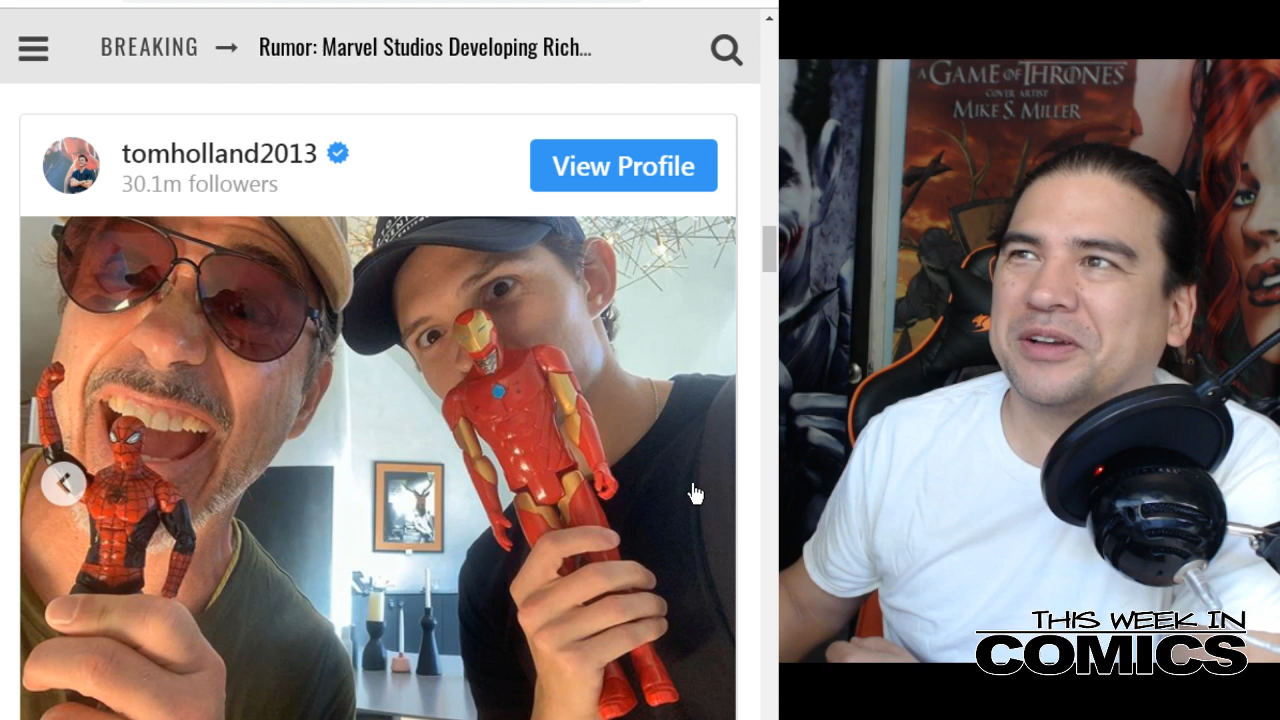 BREAKING → Rumor: Marvel Studios Developing Rich...
tomholland2013
30.1m followers
View Profile
A GAME OF THRONES
COVER ARTIST
MIKE S. MILLER
THIS WEEK IN
COMICS